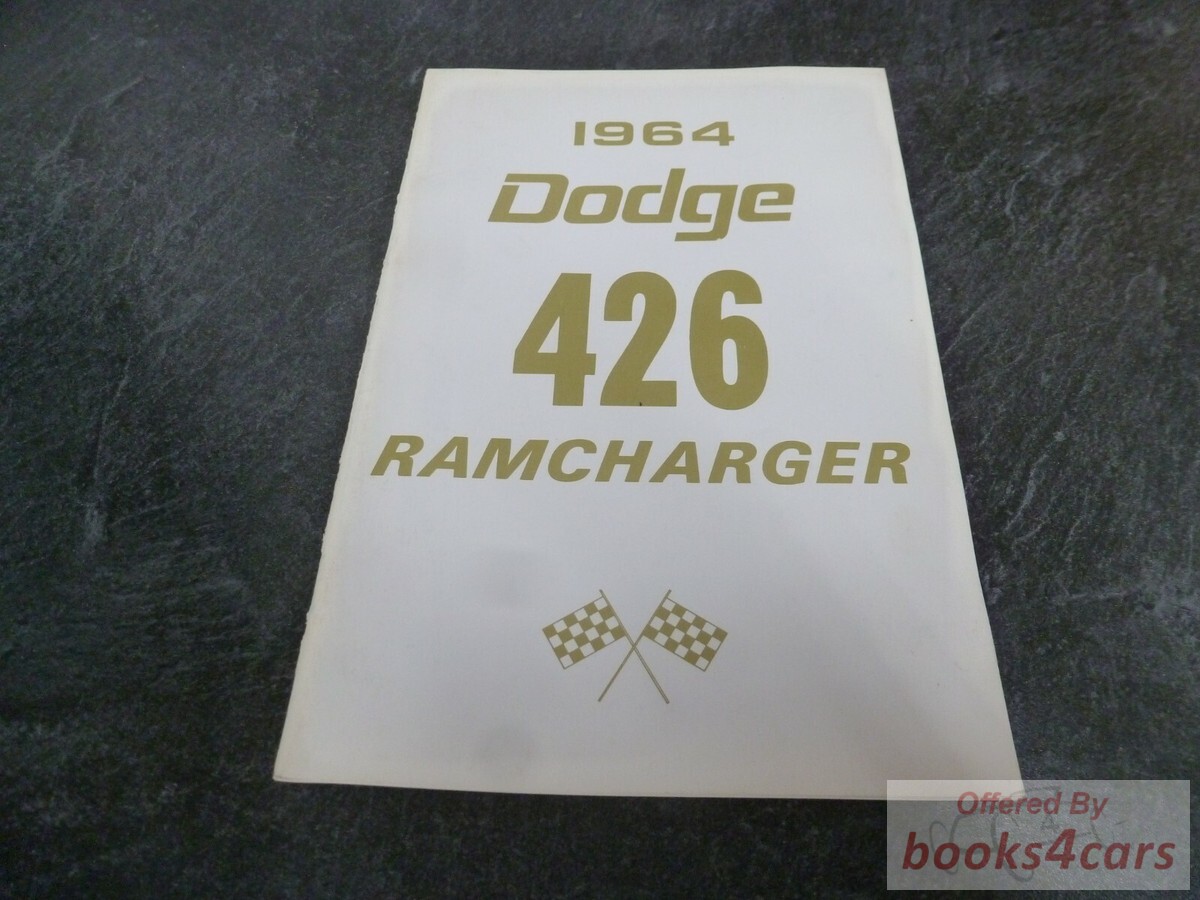 1964
Dodge
426
RAMCHARGER
Offered By
books4cars